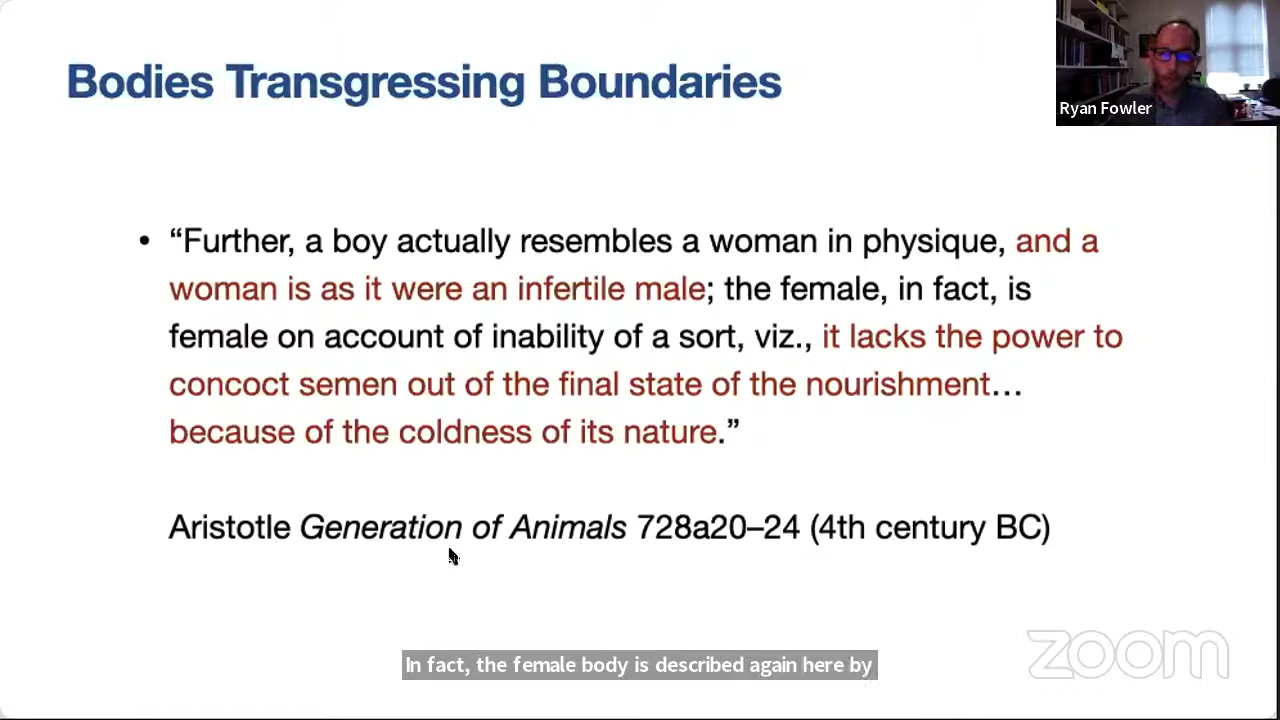 Bodies Transgressing Boundaries
Ryan Fowler
• “Further, a boy actually resembles a woman in physique, and a
woman is as it were an infertile male; the female, in fact, is
female on account of inability of a sort, viz., it lacks the power to
concoct semen out of the final state of the nourishment…
because of the coldness of its nature.”
Aristotle Generation of Animals 728a20–24 (4th century BC)
In fact, the female body is described again here by
zoom